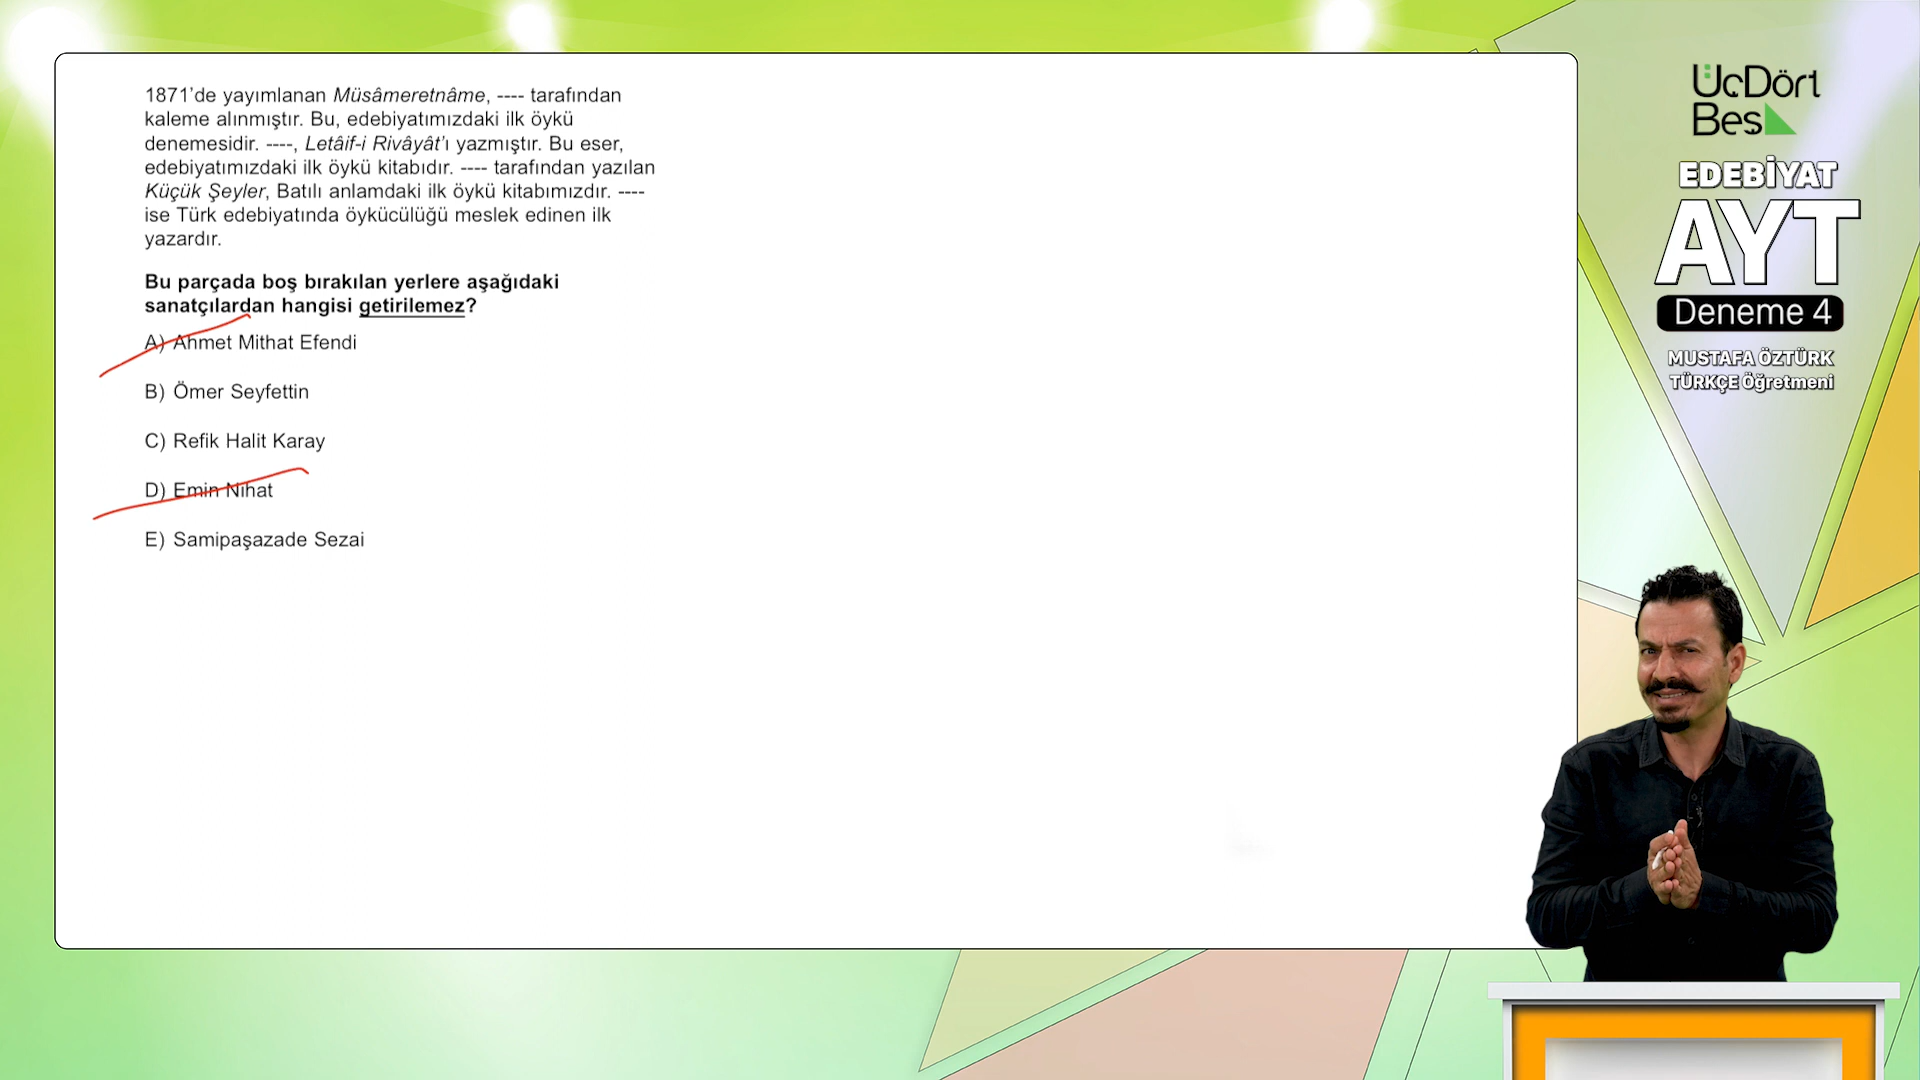 1871’de yayımlanan Müsâmeretnâme, ---- tarafından
kaleme alınmıştır. Bu, edebiyatımızdaki ilk öykü
denemesidir. ----, Letâif-i Rivâyât’ı yazmıştır. Bu eser,
edebiyatımızdaki ilk öykü kitabıdır. ---- tarafından yazılan
Küçük Şeyler, Batılı anlamdaki ilk öykü kitabımızdır. ----
ise Türk edebiyatında öykücülüğü meslek edinen ilk
yazardır.
Bu parçada boş bırakılan yerlere aşağıdaki
sanatçılardan hangisi getirilemez?
A) Ahmet Mithat Efendi
B) Ömer Seyfettin
C) Refik Halit Karay
D) Emin Nihat
E) Samipaşazade Sezai
ÜçDört
Beş
EDEBİYAT
AYT
Deneme 4
MUSTAFA ÖZTÜRK
TÜRKÇE Öğretmeni